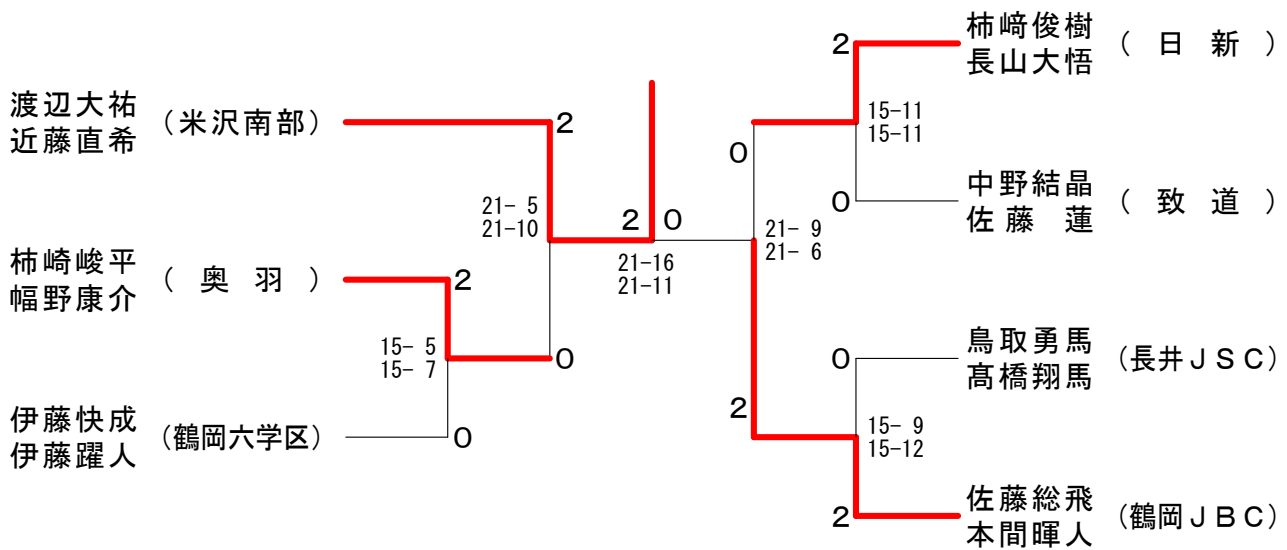 渡辺大祐
近藤直希
(米沢南部)
2
21- 5
21-10
柿崎峻平
幅野康介
( 奥 羽 )
2
15- 5
15- 7
0
伊藤快成
伊藤躍人
(鶴岡六学区)
0
2 0
21-16
21-11
柿﨑俊樹
長山大悟
( 日 新 )
2
15-11
15-11
0
中野結晶
佐藤 蓮
( 致 道 )
0
21- 9
21- 6
鳥取勇馬
髙橋翔馬
(長井JSC)
0
2
15- 9
15-12
佐藤総飛
本間暉人
(鶴岡JBC)
2